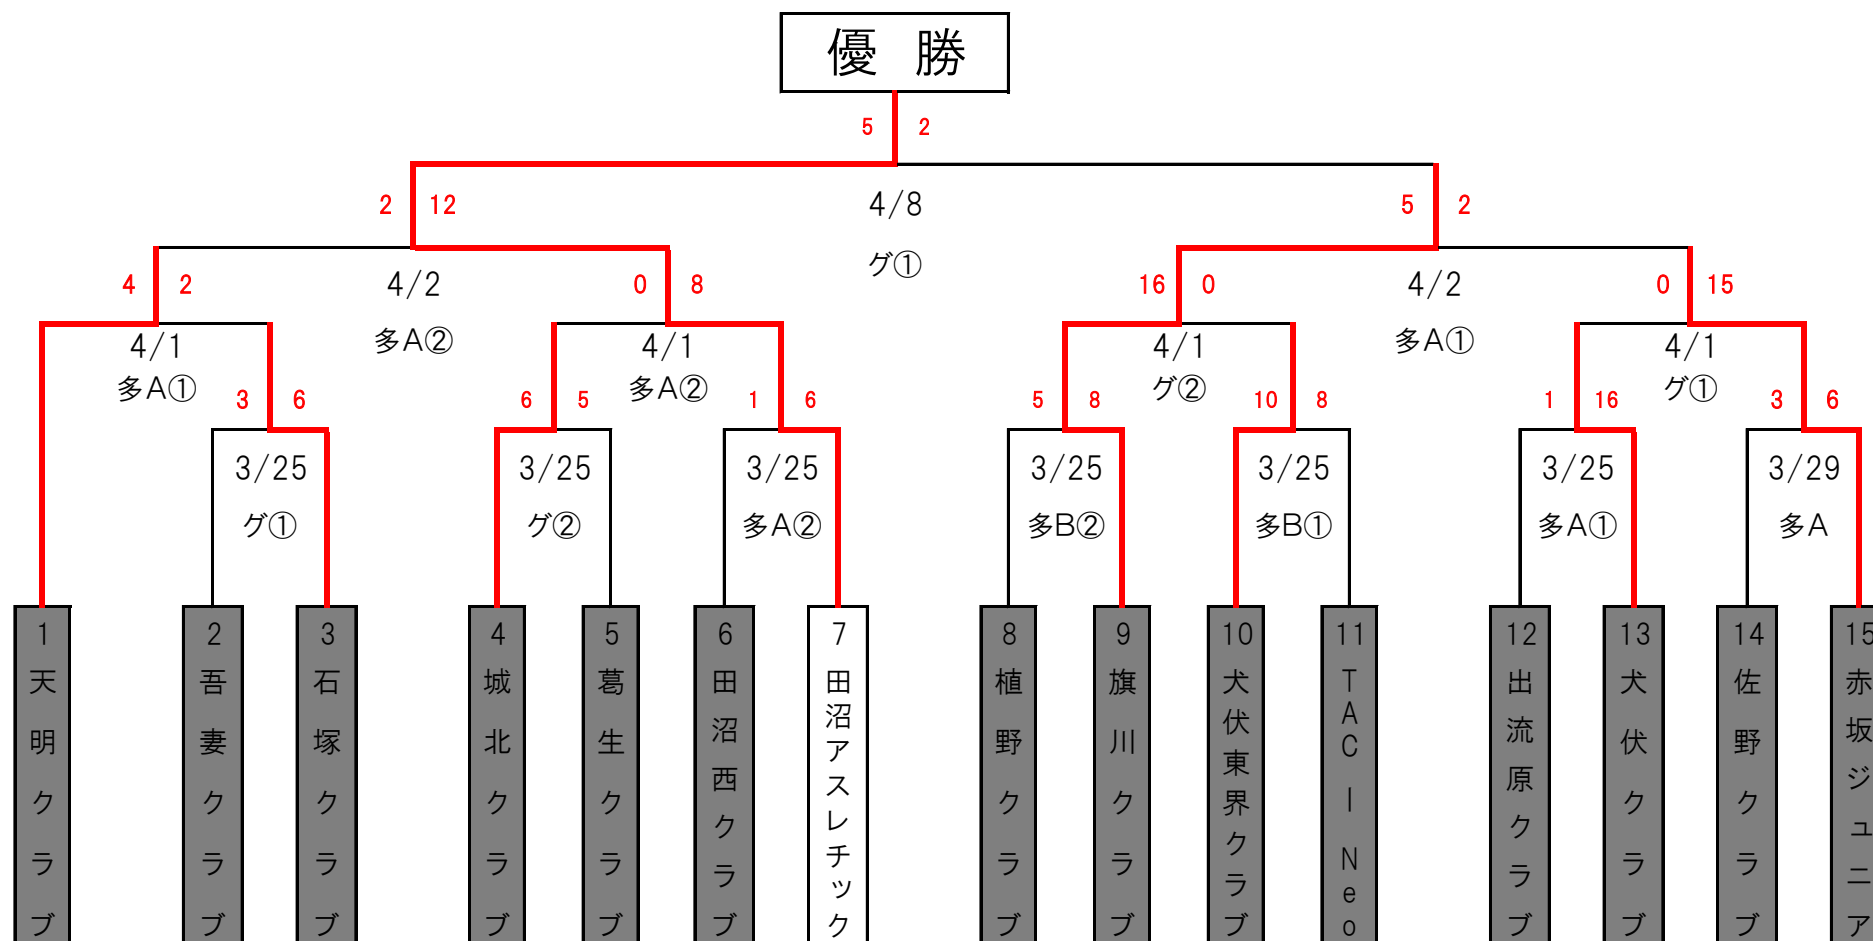 優 勝
5 2
2 12 4/8 5 2
グ①
4 2 4/2 0 8 16 0 4/2 0 15
多A② 多A①
4/1 4/1 4/1 4/1
多A① 多A② グ② グ①
3 6 6 5 1 6 5 8 10 8 1 16 3 6
3/25 3/25 3/25 3/25 3/25 3/25 3/29
グ① グ② 多A② 多B② 多B① 多A① 多A
1 天明クラブ
2 吾妻クラブ
3 石塚クラブ
4 城北クラブ
5 葛生クラブ
6 田沼西クラブ
7 田沼アスレチック
8 植野クラブ
9 旗川クラブ
10 犬伏東界クラブ
11 TAC I Neo
12 出流原クラブ
13 犬伏クラブ
14 佐野クラブ
15 赤坂ジュニア